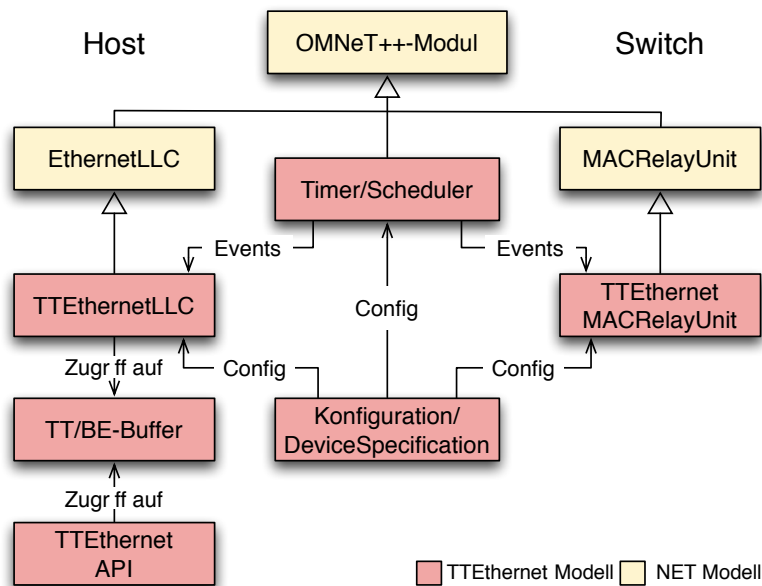 Host
OMNeT++-Modul
Switch
EthernetLLC
Timer/Scheduler
MACRelayUnit
Events
Events
TTEthernetLLC
Config
TTEthernet
MACRelayUnit
Zugr ff auf
Config
Config
TT/BE-Buffer
Konfiguration/
DeviceSpecification
Zugr ff auf
TTEthernet
API
TTEthernet Modell
NET Modell